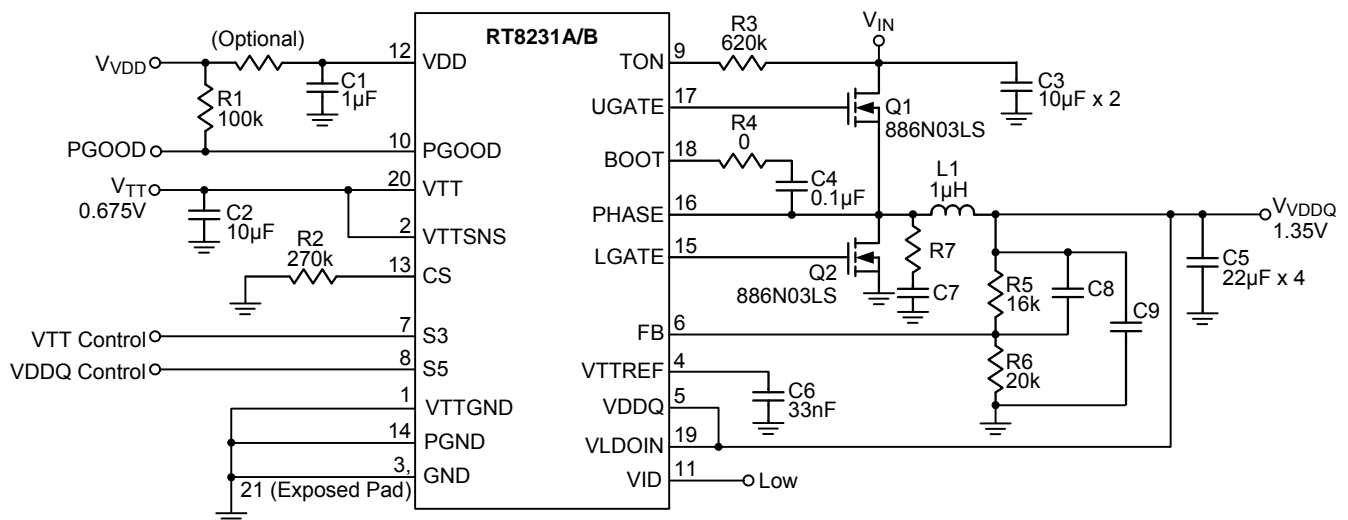 RT8231A/B
(Optional)
V_VDD
12
VDD
C1
1µF
R1
100k
PGOOD
10
PGOOD
V_TT
0.675V
20
VTT
C2
10µF
2
VTTSNS
R2
270k
13
CS
VTT Control
7
S3
VDDQ Control
8
S5
1
VTTGND
14
PGND
3,
GND
21 (Exposed Pad)
TON
9
R3
620k
V_IN
C3
10µF x 2
UGATE
17
Q1
886N03LS
BOOT
18
R4
0
C4
0.1µF
PHASE
16
L1
1µH
V_VDDQ
1.35V
LGATE
15
Q2
886N03LS
R7
C7
R5
16k
C8
C9
C5
22µF x 4
FB
6
R6
20k
VTTREF
4
C6
33nF
VDDQ
5
VLDOIN
19
VID
11
Low